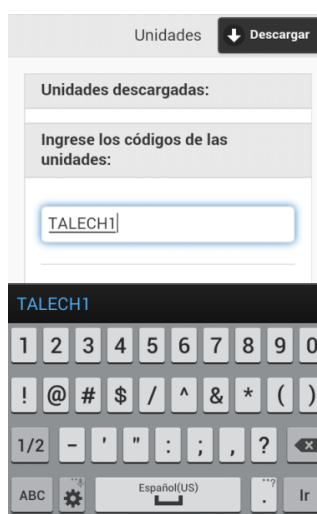 Unidades
Descargar
Unidades descargadas:
Ingrese los códigos de las
unidades:
TALECH1
TALECH1
1 2 3 4 5 6 7 8 9 0
! @ # $ / ^ & * ( )
1/2 - ' " : ; , ?
ABC Español(US) . Ir